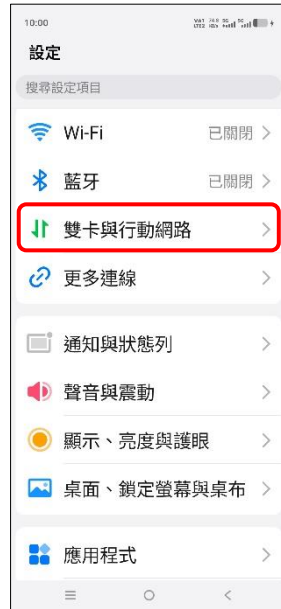 10:00
設定
搜尋設定項目
Wi-Fi 已關閉
藍牙 已關閉
雙卡與行動網路
更多連線
通知與狀態列
聲音與震動
顯示、亮度與護眼
桌面、鎖定螢幕與桌布
應用程式